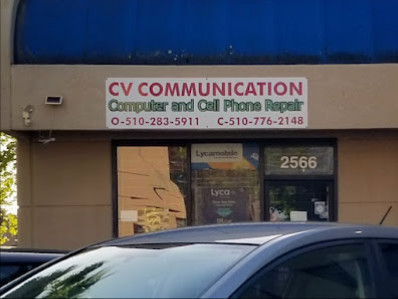 CV COMMUNICATION
Computer and Cell Phone Repair
O-510-283-5911 C-510-776-2148
Lycamobile
2566
Lyca